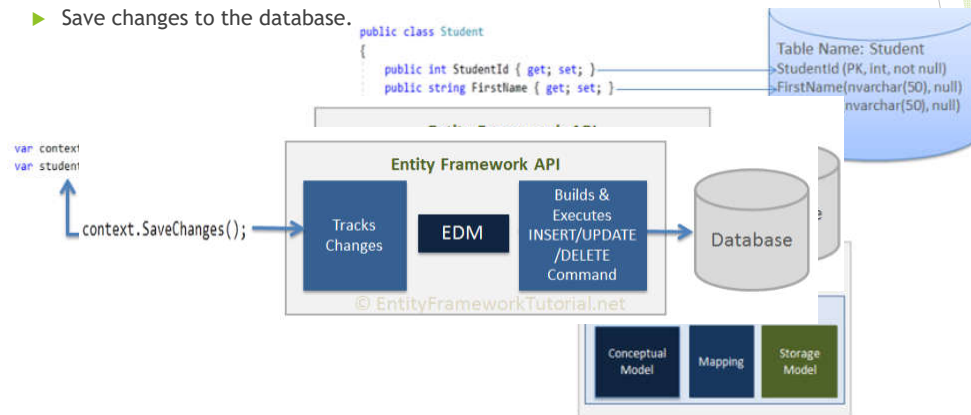 Save changes to the database.
public class Student
{
public int StudentId { get; set; }
public string FirstName { get; set; }
Table Name: Student
StudentId (PK, int, not null)
FirstName(nvarchar(50), null)
nvarchar(50), null)
var context
var student
context.SaveChanges();
Entity Framework API
Tracks
Changes
EDM
Builds &
Executes
INSERT/UPDATE
/DELETE
Command
Database
© EntityFrameworkTutorial.net
Conceptual
Model
Mapping
Storage
Model